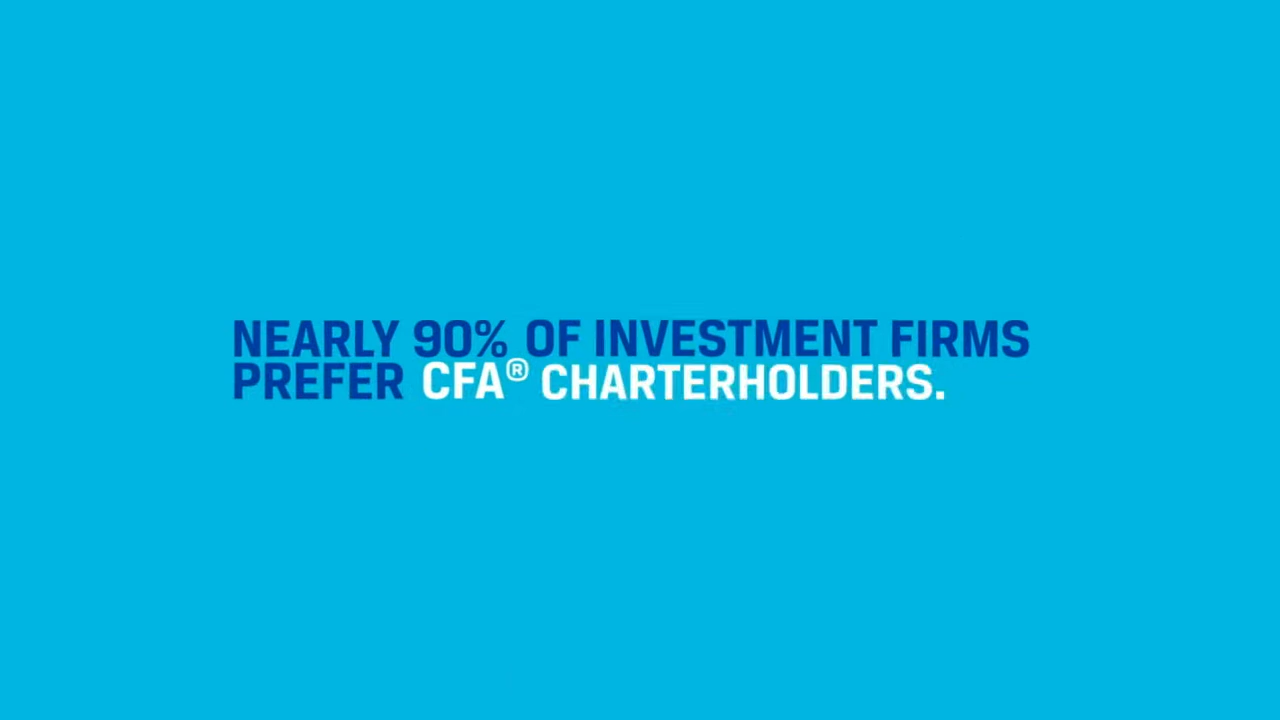 NEARLY 90% OF INVESTMENT FIRMS
PREFER CFA® CHARTERHOLDERS.